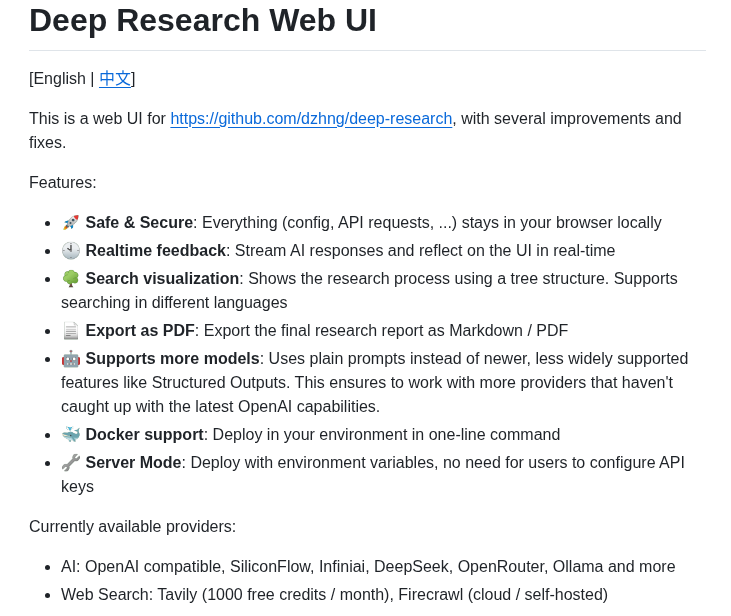 Deep Research Web UI
[English | 中文]
This is a web UI for https://github.com/dzhng/deep-research, with several improvements and
fixes.
Features:
🚀 Safe & Secure: Everything (config, API requests, ...) stays in your browser locally
🕙 Realtime feedback: Stream AI responses and reflect on the UI in real-time
🌳 Search visualization: Shows the research process using a tree structure. Supports
searching in different languages
📄 Export as PDF: Export the final research report as Markdown / PDF
🤖 Supports more models: Uses plain prompts instead of newer, less widely supported
features like Structured Outputs. This ensures to work with more providers that haven't
caught up with the latest OpenAI capabilities.
🐳 Docker support: Deploy in your environment in one-line command
🔧 Server Mode: Deploy with environment variables, no need for users to configure API
keys
Currently available providers:
AI: OpenAI compatible, SiliconFlow, Infiniai, DeepSeek, OpenRouter, Ollama and more
Web Search: Tavily (1000 free credits / month), Firecrawl (cloud / self-hosted)